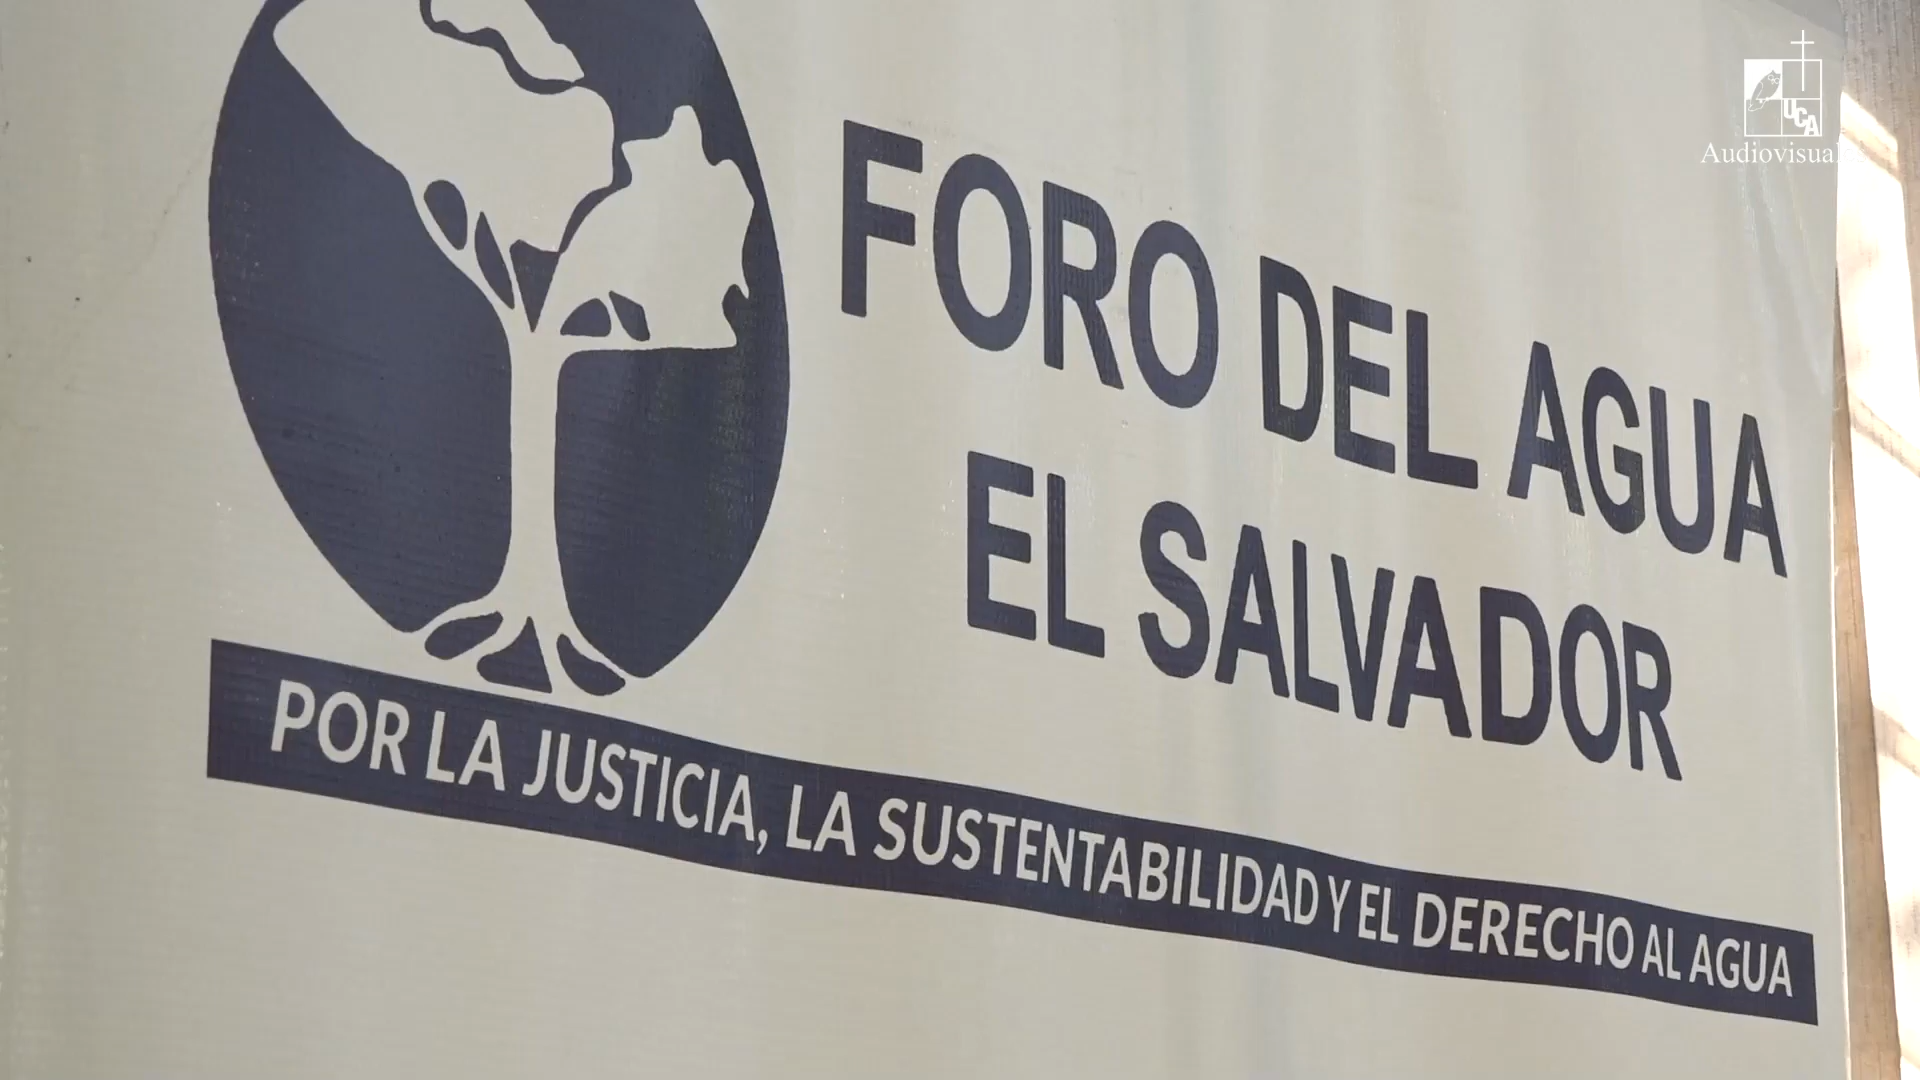 UCA
Audiovisuales
FORO DEL AGUA
EL SALVADOR
POR LA JUSTICIA, LA SUSTENTABILIDAD Y EL DERECHO AL AGUA